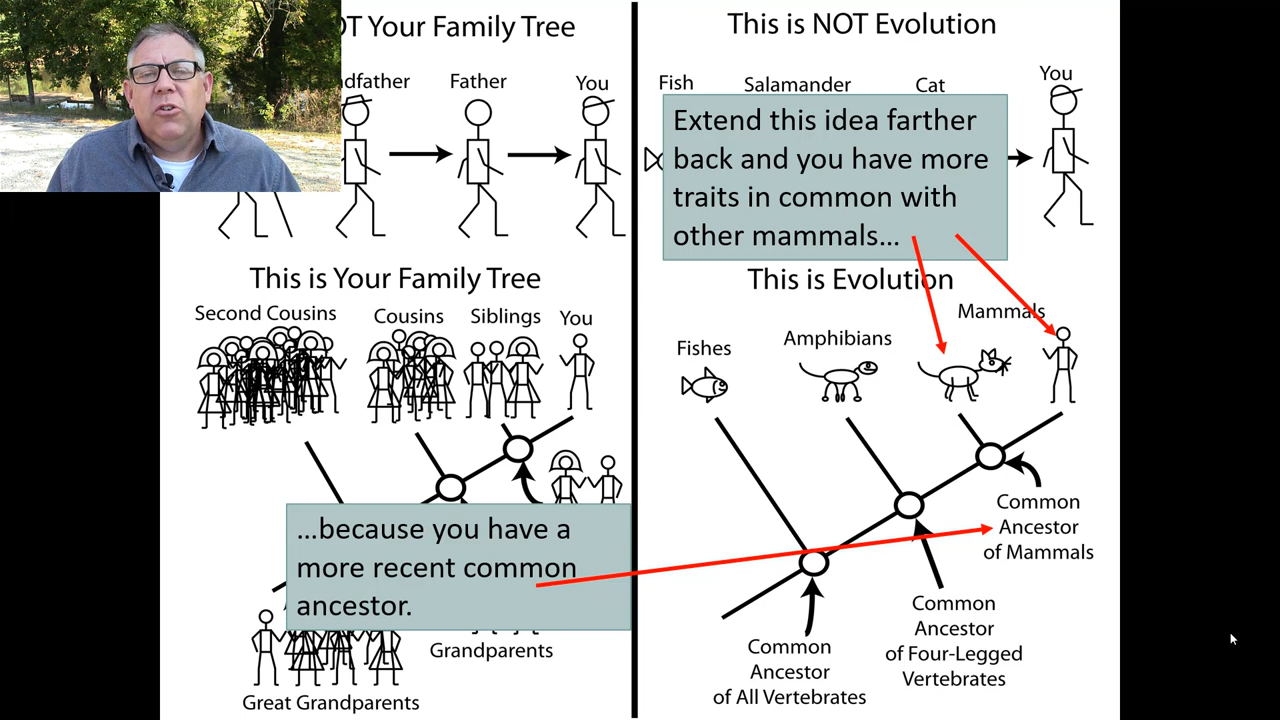 OT Your Family Tree
ndfather
Father
You
This is NOT Evolution
Fish
Salamander
Cat
You
Extend this idea farther
back and you have more
traits in common with
other mammals...
This is Your Family Tree
Second Cousins
Cousins
Siblings
You
...because you have a
more recent common
ancestor.
Grandparents
Great Grandparents
This is Evolution
Fishes
Amphibians
Mammals
Common
Ancestor
of Mammals
Common
Ancestor
of Four-Legged
Vertebrates
Common
Ancestor
of All Vertebrates